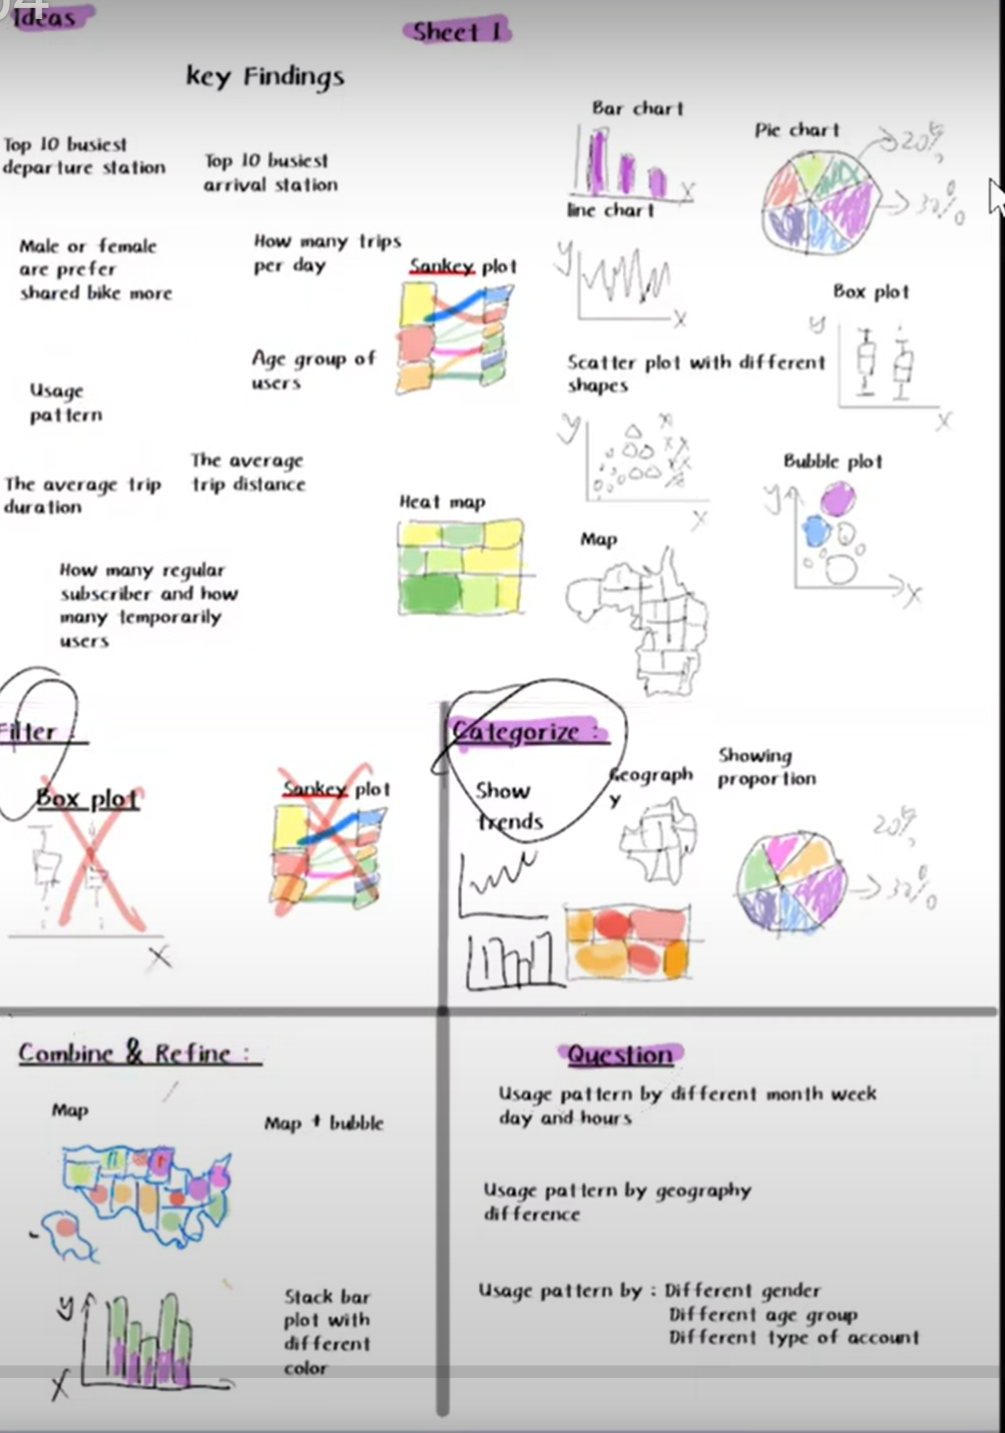 04
Ideas
Sheet 1
key Findings
Top 10 busiest
departure station
Top 10 busiest
arrival station
Male or female
are prefer
shared bike more
How many trips
per day
Usage
pattern
Age group of
users
The average trip
duration
The average
trip distance
How many regular
subscriber and how
many temporarily
users
Sankey plot
Heat map
Bar chart
X
Pie chart
20%
30%
line chart
y
X
Box plot
y
X
Scatter plot with different
shapes
y
X
Bubble plot
y
X
Map
Filter :
Box plot
X
Sankey plot
Categorize :
Show
trends
Geograph
y
Showing
proportion
20%
30%
Combine & Refine :
Map
Map + bubble
y
X
Stack bar
plot with
different
color
Question
Usage pattern by different month week
day and hours
Usage pattern by geography
difference
Usage pattern by : Different gender
Different age group
Different type of account